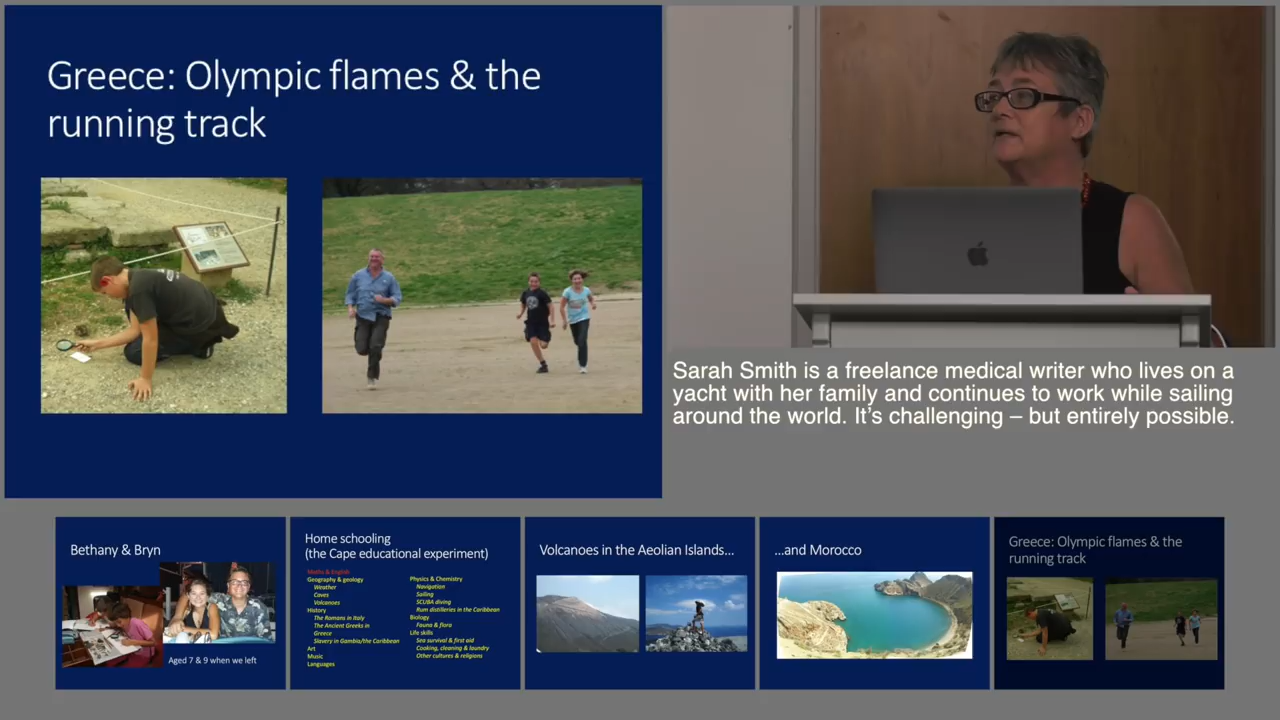 Greece: Olympic flames & the
running track
Sarah Smith is a freelance medical writer who lives on a
yacht with her family and continues to work while sailing
around the world. It's challenging – but entirely possible.
Bethany & Bryn
Aged 7 & 9 when we left
Home schooling
(the Cape educational experiment)
Maths & English
Geography & geology
Weather
Caves
Volcanoes
History
The Romans in Italy
The Ancient Greeks in
Greece
Slavery in Gambia/the Caribbean
Art
Music
Languages
Physics & Chemistry
Navigation
Sailing
SCUBA diving
Rum distilleries in the Caribbean
Biology
Fauna & flora
Life skills
Sea survival & first aid
Cooking, cleaning & laundry
Other cultures & religions
Volcanoes in the Aeolian Islands...
...and Morocco
Greece: Olympic flames & the
running track